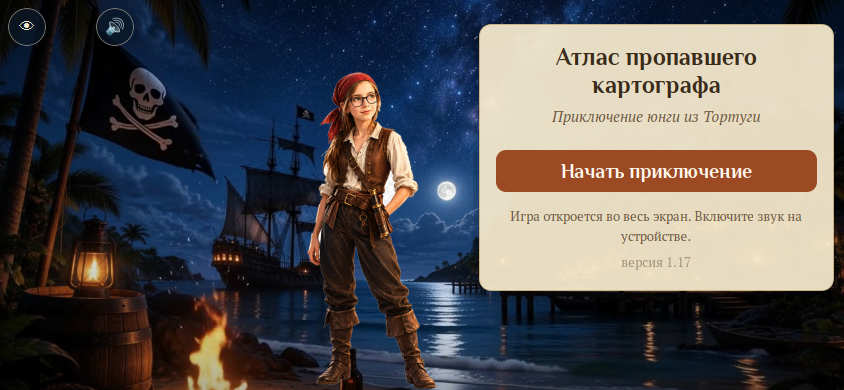 Атлас пропавшего
картографа
Приключение юнги из Тортуги
Начать приключение
Игра откроется во весь экран. Включите звук на
устройстве.
версия 1.17